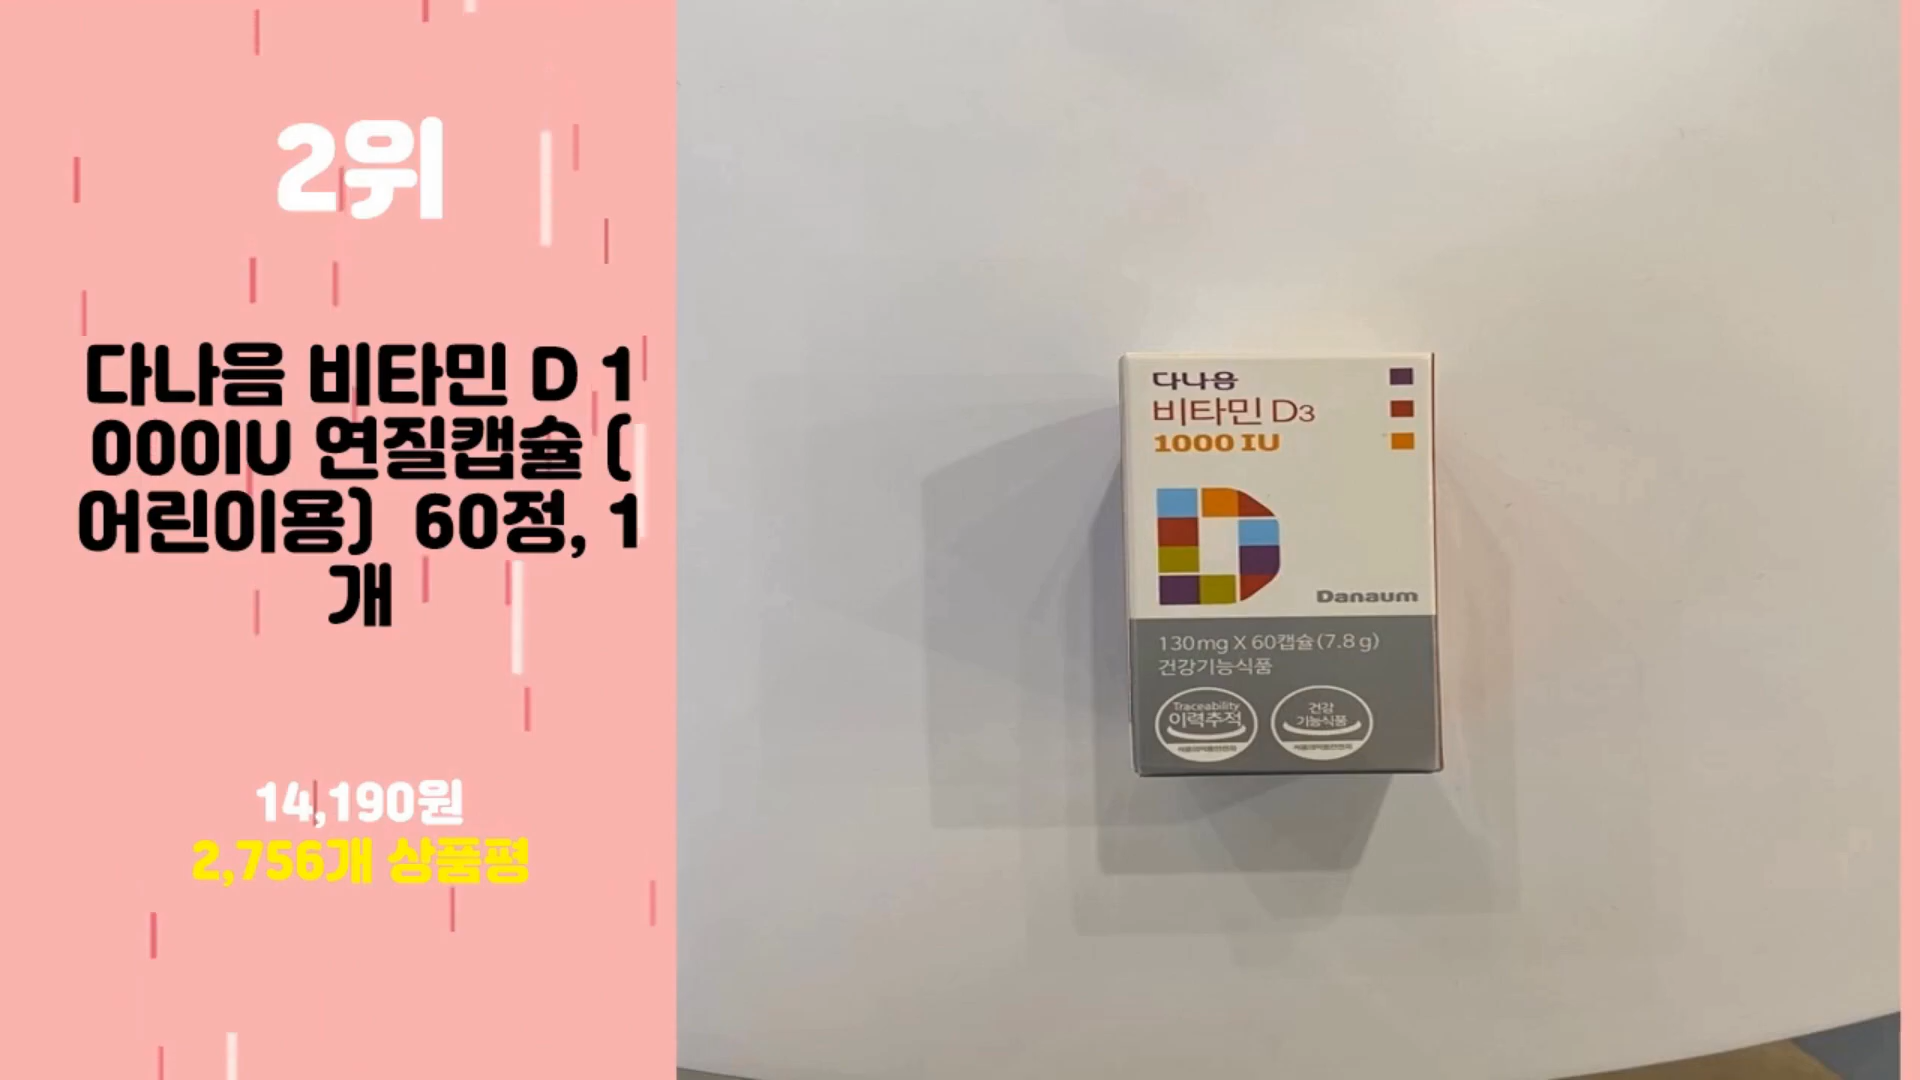 2위
다나음 비타민 D 1
000IU 연질캡슐 (
어린이용)  60정, 1
개
14,190원
2,756개 상품평
다나음
비타민 D3
1000 IU
Danaum
130mg X 60캡슐(7.8g)
건강기능식품
Traceability
이력추적
건강
기능식품